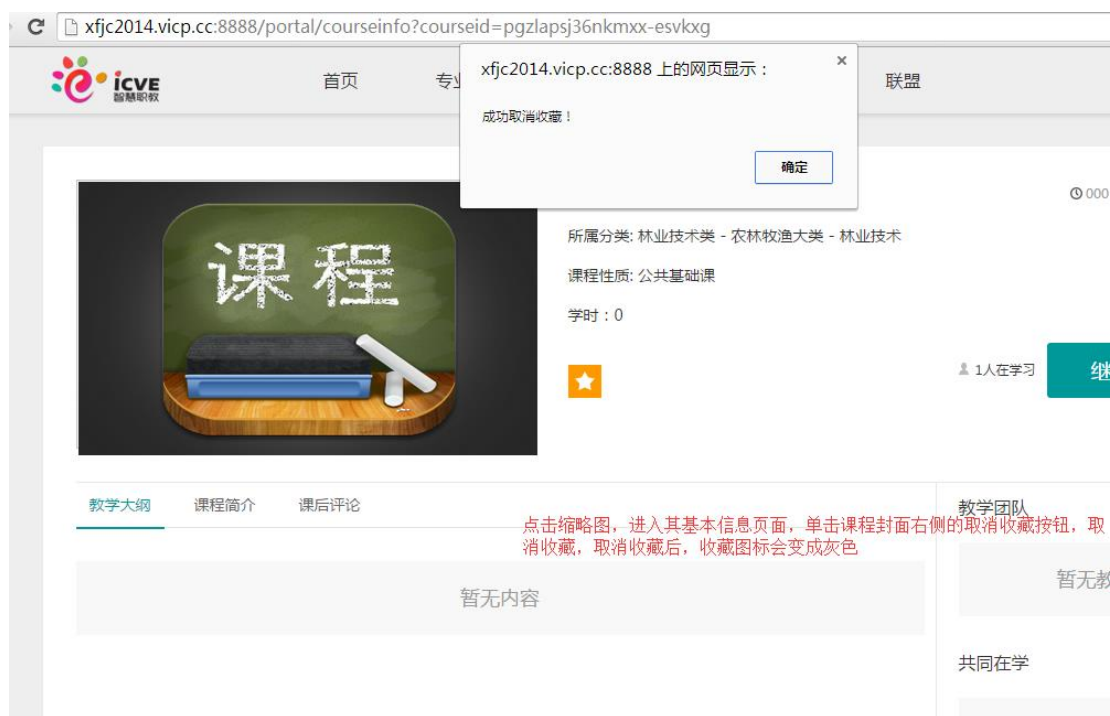 xfjc2014.vicp.cc:8888/portal/courseinfo?courseid=pgzlapsj36nkmxx-esvkxg
xfjc2014.vicp.cc:8888 上的网页显示：
×
成功取消收藏！
确定
icve
智慧职教
首页
专业
联盟
课程
000
所属分类: 林业技术类 - 农林牧渔大类 - 林业技术
课程性质: 公共基础课
学时：0
1人在学习
继
教学大纲 课程简介 课后评论
教学团队
点击缩略图，进入其基本信息页面，单击课程封面右侧的取消收藏按钮，取
消收藏，取消收藏后，收藏图标会变成灰色
暂无内容
暂无教
共同在学